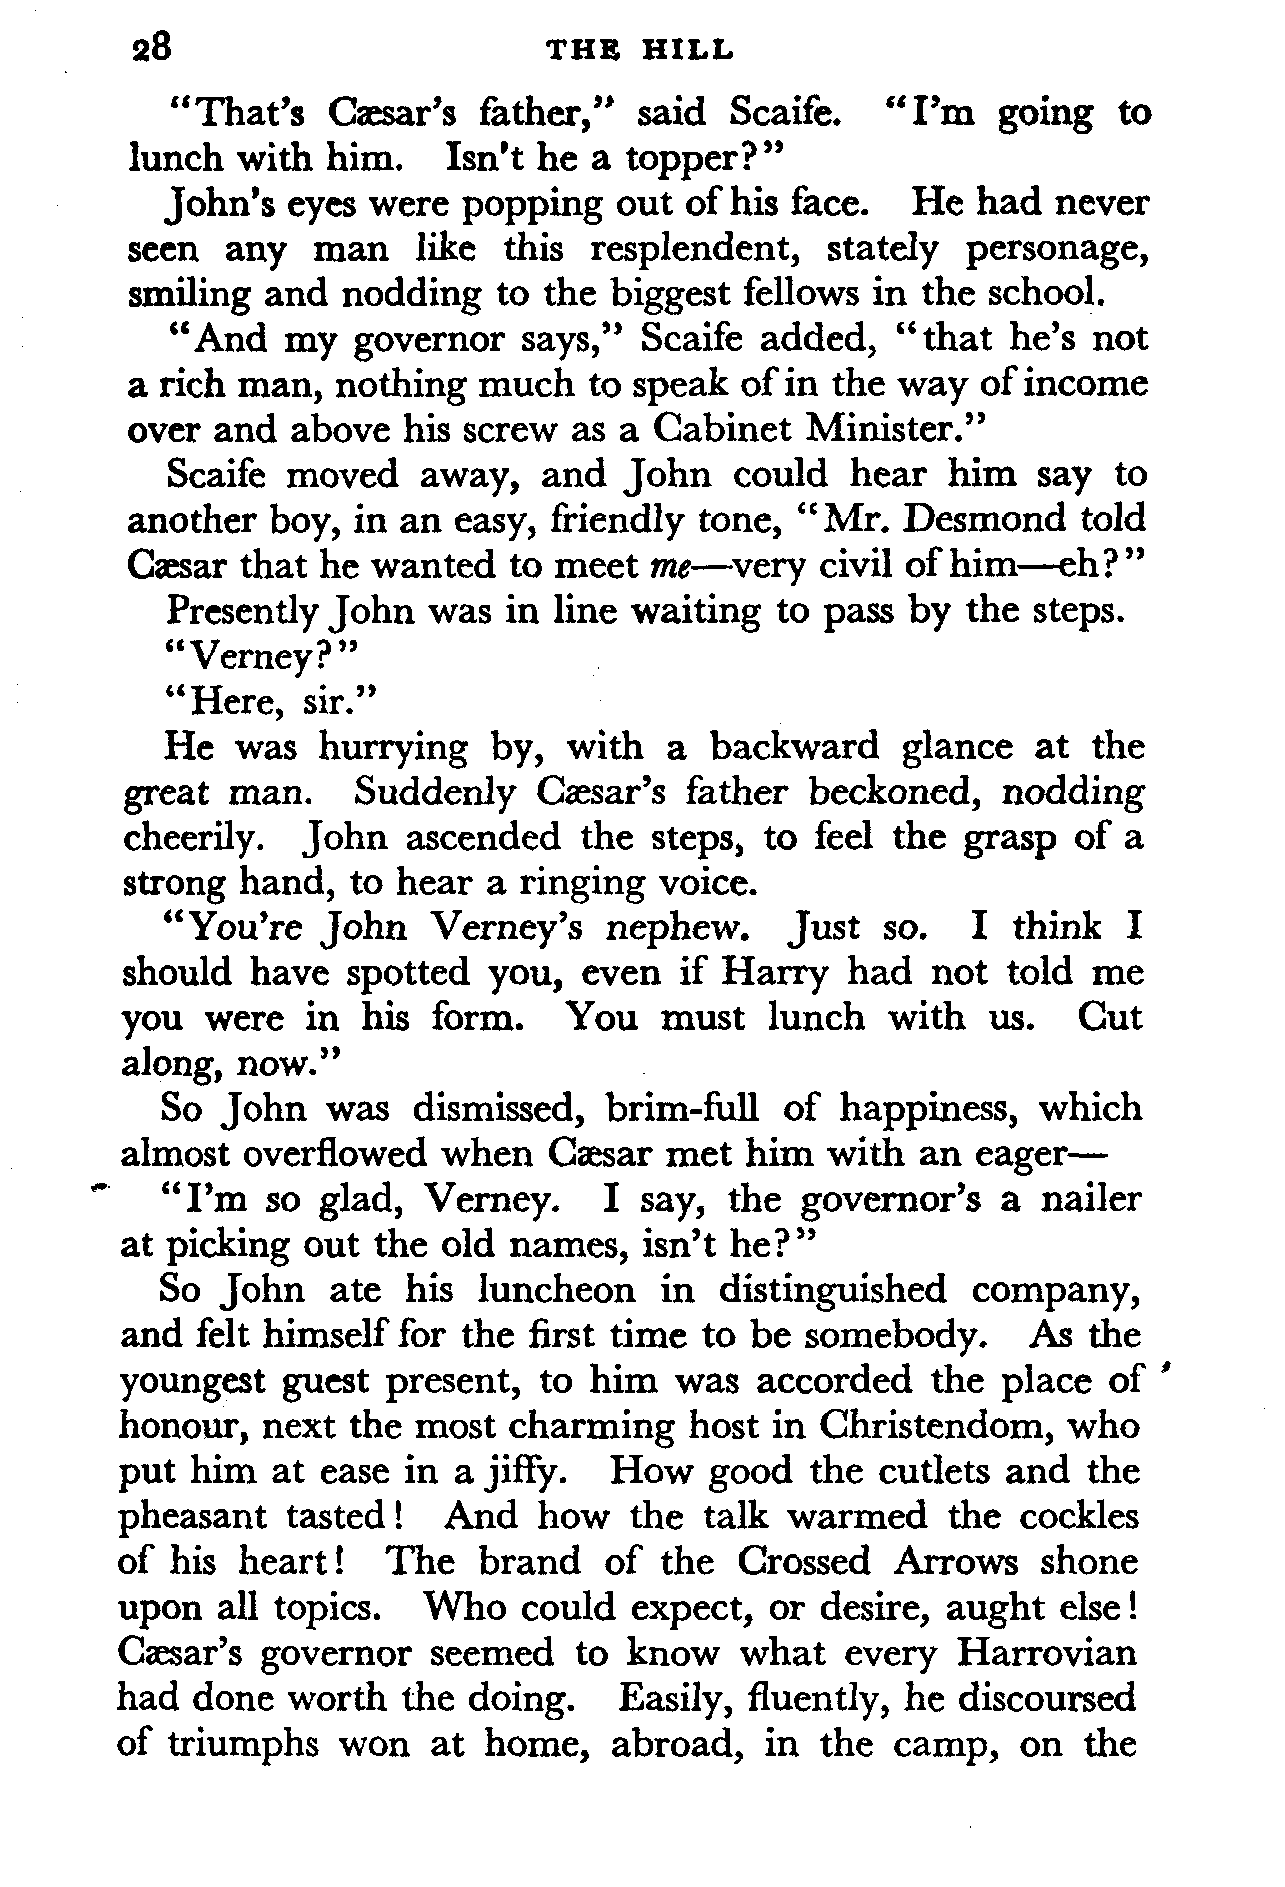 28 THE HILL
"That's Cæsar's father," said Scaife. "I'm going to
lunch with him. Isn't he a topper?"
John's eyes were popping out of his face. He had never
seen any man like this resplendent, stately personage,
smiling and nodding to the biggest fellows in the school.
"And my governor says," Scaife added, "that he's not
a rich man, nothing much to speak of in the way of income
over and above his screw as a Cabinet Minister."
Scaife moved away, and John could hear him say to
another boy, in an easy, friendly tone, "Mr. Desmond told
Cæsar that he wanted to meet me—very civil of him—eh?"
Presently John was in line waiting to pass by the steps.
"Verney?"
"Here, sir."
He was hurrying by, with a backward glance at the
great man. Suddenly Cæsar's father beckoned, nodding
cheerily. John ascended the steps, to feel the grasp of a
strong hand, to hear a ringing voice.
"You're John Verney's nephew. Just so. I think I
should have spotted you, even if Harry had not told me
you were in his form. You must lunch with us. Cut
along, now."
So John was dismissed, brim-full of happiness, which
almost overflowed when Cæsar met him with an eager—
"I'm so glad, Verney. I say, the governor's a nailer
at picking out the old names, isn't he?"
So John ate his luncheon in distinguished company,
and felt himself for the first time to be somebody. As the
youngest guest present, to him was accorded the place of
honour, next the most charming host in Christendom, who
put him at ease in a jiffy. How good the cutlets and the
pheasant tasted! And how the talk warmed the cockles
of his heart! The brand of the Crossed Arrows shone
upon all topics. Who could expect, or desire, aught else!
Cæsar's governor seemed to know what every Harrovian
had done worth the doing. Easily, fluently, he discoursed
of triumphs won at home, abroad, in the camp, on the